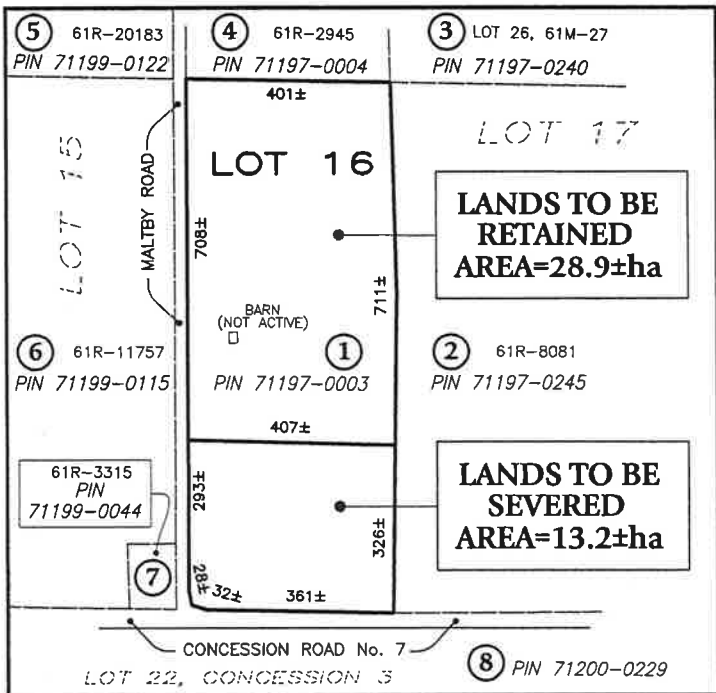 5 61R-20183
PIN 71199-0122
4 61R-2945
PIN 71197-0004
3 LOT 26, 61M-27
PIN 71197-0240
401±
LOT 15
MALTBY ROAD
LOT 16
LOT 17
708±
711±
LANDS TO BE
RETAINED
AREA=28.9±ha
BARN
(NOT ACTIVE)
6 61R-11757
PIN 71199-0115
1
PIN 71197-0003
2 61R-8081
PIN 71197-0245
407±
61R-3315
PIN
71199-0044
7
293±
326±
LANDS TO BE
SEVERED
AREA=13.2±ha
28±
32±
361±
CONCESSION ROAD No. 7
LOT 22, CONCESSION 3
8 PIN 71200-0229